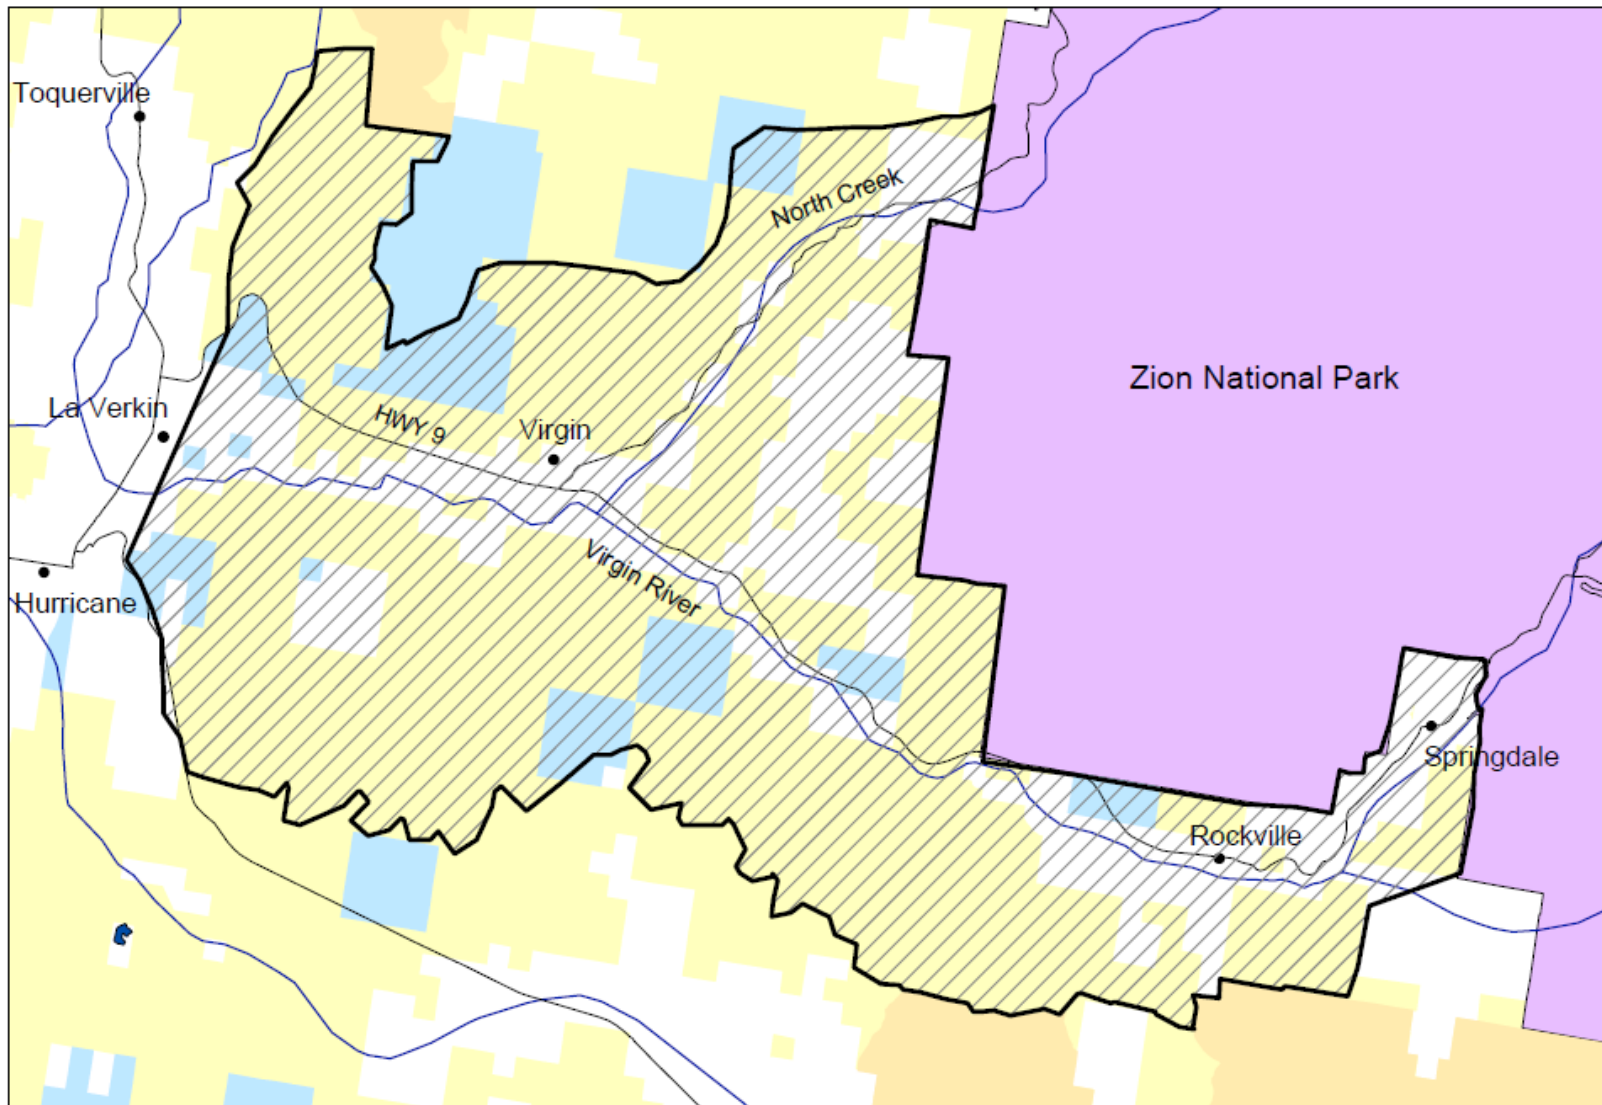 Toquerville
North Creek
Zion National Park
La Verkin
HWY 9
Virgin
Virgin River
Hurricane
Springdale
Rockville